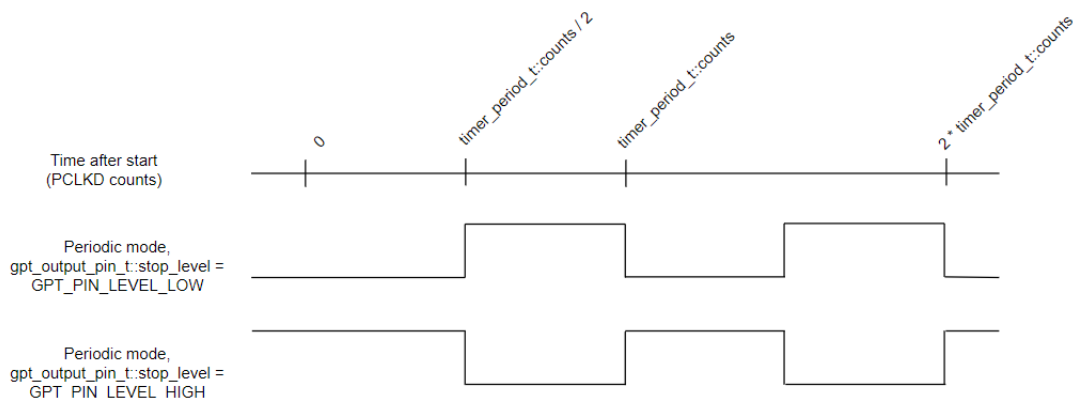 0
timer_period_t::counts / 2
timer_period_t::counts
2 * timer_period_t::counts
Time after start
(PCLKD counts)
Periodic mode,
gpt_output_pin_t::stop_level =
GPT_PIN_LEVEL_LOW
Periodic mode,
gpt_output_pin_t::stop_level =
GPT_PIN_LEVEL_HIGH